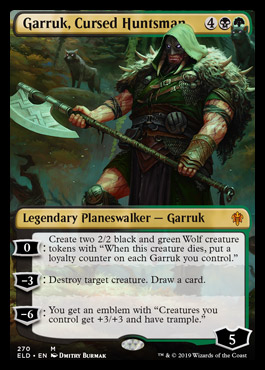 Garruk, Cursed Huntsman 4
Legendary Planeswalker — Garruk
0: Create two 2/2 black and green Wolf creature
tokens with “When this creature dies, put a
loyalty counter on each Garruk you control.”
−3: Destroy target creature. Draw a card.
−6: You get an emblem with “Creatures you
control get +3/+3 and have trample.”
5
270 M
ELD • EN DMITRY BURMAK ™ & © 2019 Wizards of the Coast